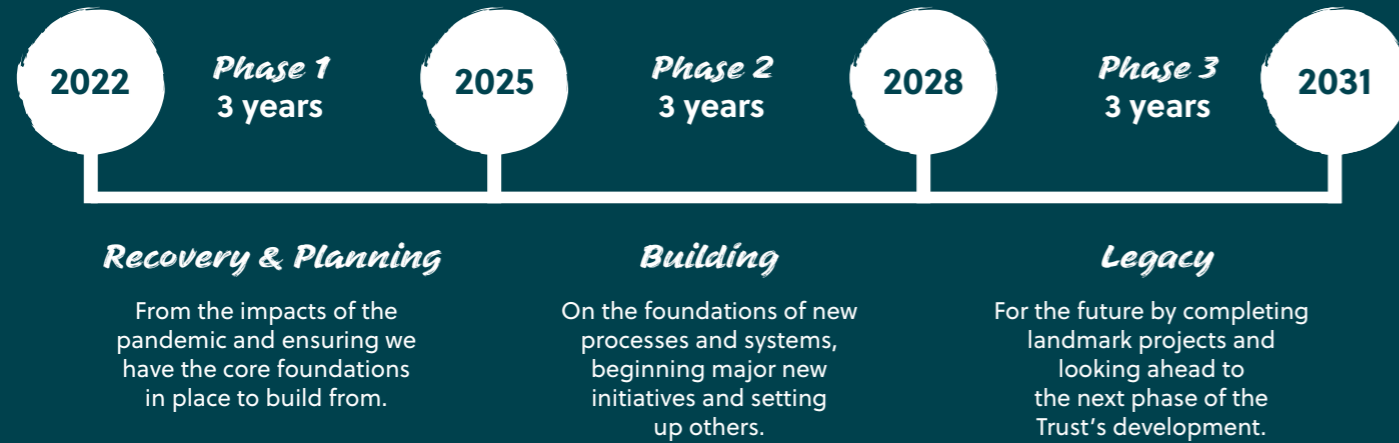 2022
Phase 1
3 years
2025
Phase 2
3 years
2028
Phase 3
3 years
2031
Recovery & Planning
From the impacts of the
pandemic and ensuring we
have the core foundations
in place to build from.
Building
On the foundations of new
processes and systems,
beginning major new
initiatives and setting
up others.
Legacy
For the future by completing
landmark projects and
looking ahead to
the next phase of the
Trust's development.